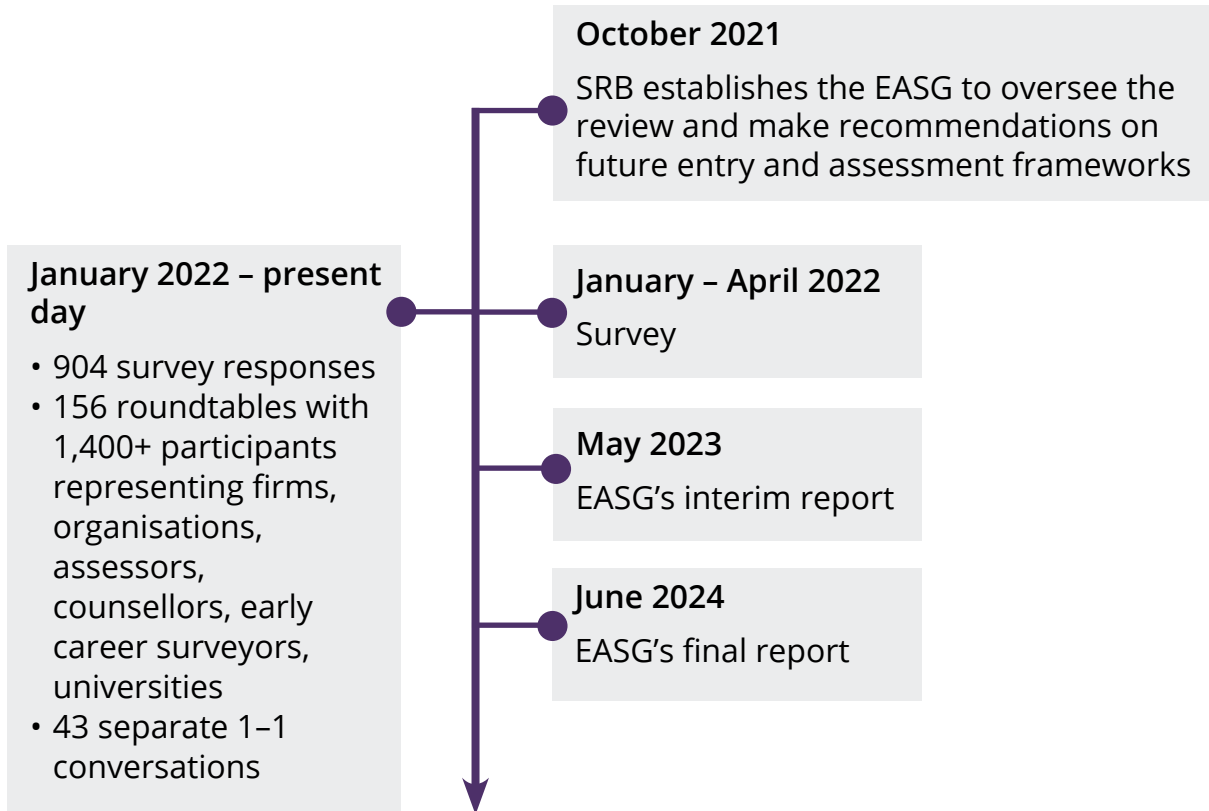 October 2021
SRB establishes the EASG to oversee the
review and make recommendations on
future entry and assessment frameworks
January 2022 – present
day
• 904 survey responses
• 156 roundtables with
1,400+ participants
representing firms,
organisations,
assessors,
counsellors, early
career surveyors,
universities
• 43 separate 1–1
conversations
January – April 2022
Survey
May 2023
EASG’s interim report
June 2024
EASG’s final report